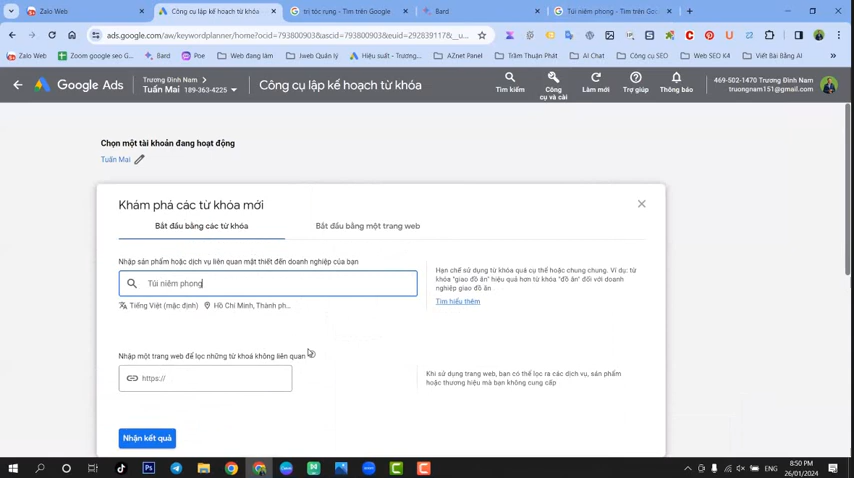 Zalo Web
Công cụ lập kế hoạch từ khóa
trị tóc rụng - Tìm trên Google
Bard
Túi niêm phong - Tìm trên Goo
ads.google.com/aw/keywordplanner/home?ocid=793800903&ascid=793800903&euid=292839117&__u...
Zalo Web
Zoom google seo G...
Bard
Poe
Web đang làm
Jweb Quản lý
Hiệu suất - Trương...
AZnet Panel
Trầm Thuận Phát
AI Chat
Công cụ SEO
Web SEO K4
Viết Bài Bằng AI
Google Ads
Trương Đình Nam
Tuấn Mai 189-363-4225
Công cụ lập kế hoạch từ khóa
Tìm kiếm
Công cụ và cài
Làm mới
Trợ giúp
Thông báo
469-502-1470 Trương Đình Nam
truongnam151@gmail.com
Chọn một tài khoản đang hoạt động
Tuấn Mai
Khám phá các từ khóa mới
Bắt đầu bằng các từ khóa
Bắt đầu bằng một trang web
Nhập sản phẩm hoặc dịch vụ liên quan mật thiết đến doanh nghiệp của bạn
Túi niêm phong
Tiếng Việt (mặc định)
Hồ Chí Minh, Thành ph...
Hạn chế sử dụng từ khóa quá cụ thể hoặc chung chung. Ví dụ: từ
khóa "giao đồ ăn" hiệu quả hơn từ khóa "đồ ăn" đối với doanh
nghiệp giao đồ ăn
Tìm hiểu thêm
Nhập một trang web để lọc những từ khoá không liên quan
https://
Khi sử dụng trang web, bạn có thể lọc ra các dịch vụ, sản phẩm
hoặc thương hiệu mà bạn không cung cấp
Nhận kết quả
ENG
8:50 PM
26/01/2024